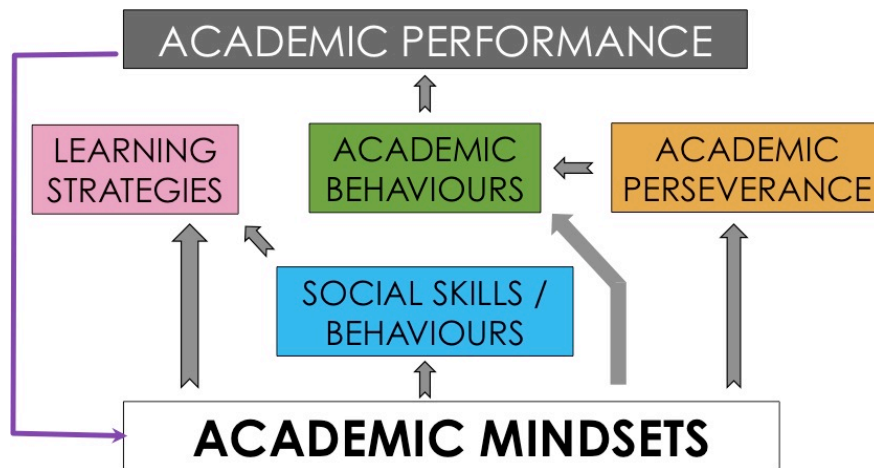 ACADEMIC PERFORMANCE
LEARNING
STRATEGIES
ACADEMIC
BEHAVIOURS
ACADEMIC
PERSEVERANCE
SOCIAL SKILLS /
BEHAVIOURS
ACADEMIC MINDSETS